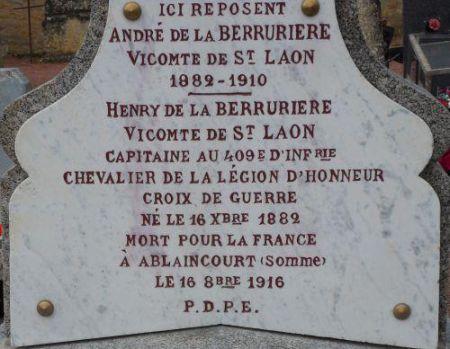 ICI REPOSENT
ANDRÉ DE LA BERRURIERE
VICOMTE DE ST LAON
1882-1910
HENRY DE LA BERRURIERE
VICOMTE DE ST LAON
CAPITAINE AU 409E D'INFRIE
CHEVALIER DE LA LÉGION D'HONNEUR
CROIX DE GUERRE
NÉ LE 16 XBRE 1882
MORT POUR LA FRANCE
À ABLAINCOURT (SOMME)
LE 16 8BRE 1916
P.D.P.E.